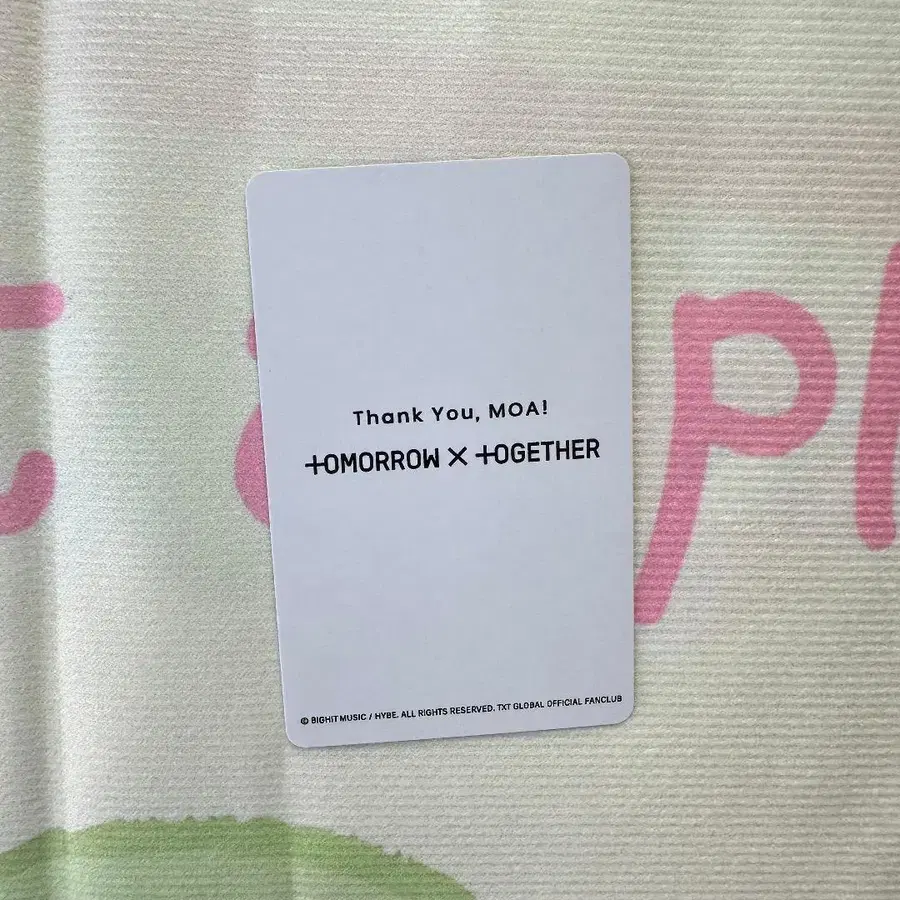 Thank You, MOA!
TOMORROW X TOGETHER
© BIGHIT MUSIC / HYBE. ALL RIGHTS RESERVED. TXT GLOBAL OFFICIAL FANCLUB